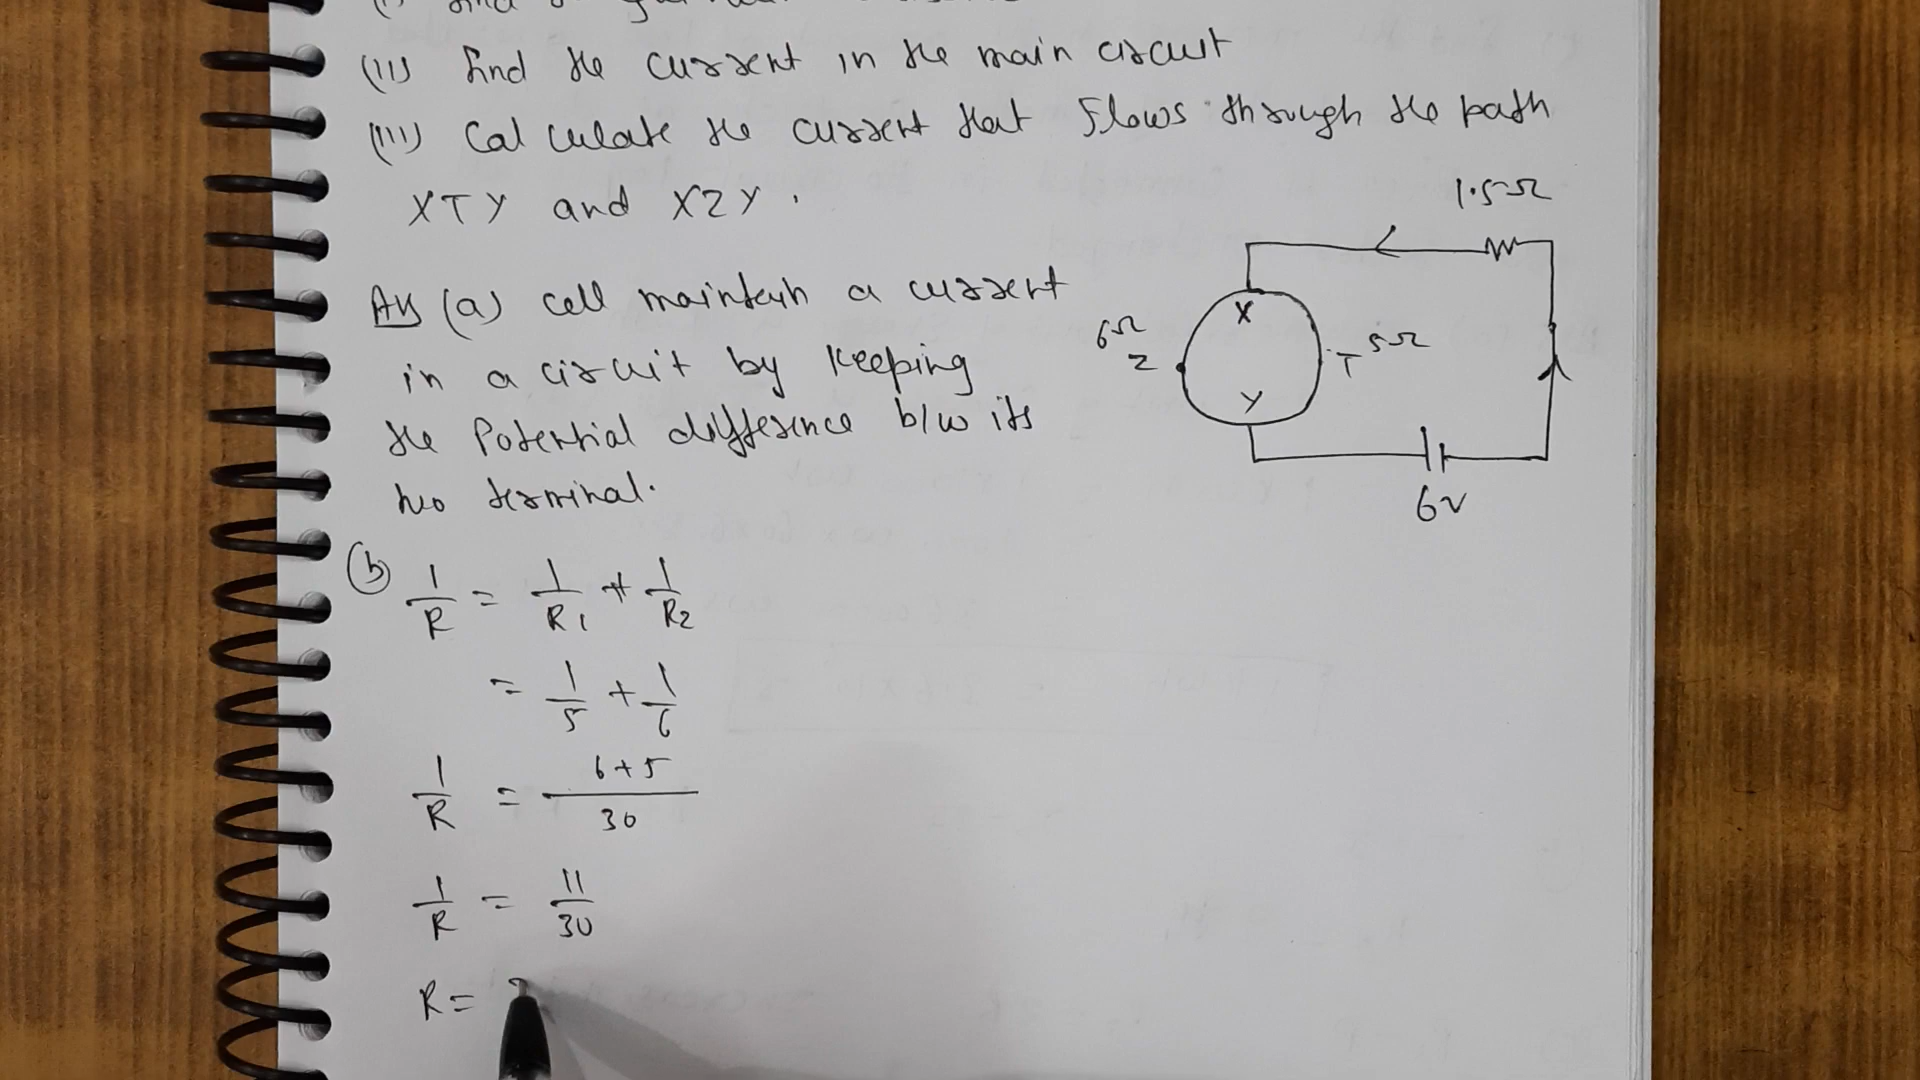 (II) find the current in the main circuit
(III) Calculate the current that flows through the path
XTY and XZY.
1.5Ω
Ans (a) cell maintain a current
in a circuit by keeping
the Potential difference b/w its
two terminal.
X
6Ω
Z
T 5Ω
Y
6V
(b) 1/R = 1/R1 + 1/R2
= 1/5 + 1/6
1/R = 6+5/30
1/R = 11/30
R =